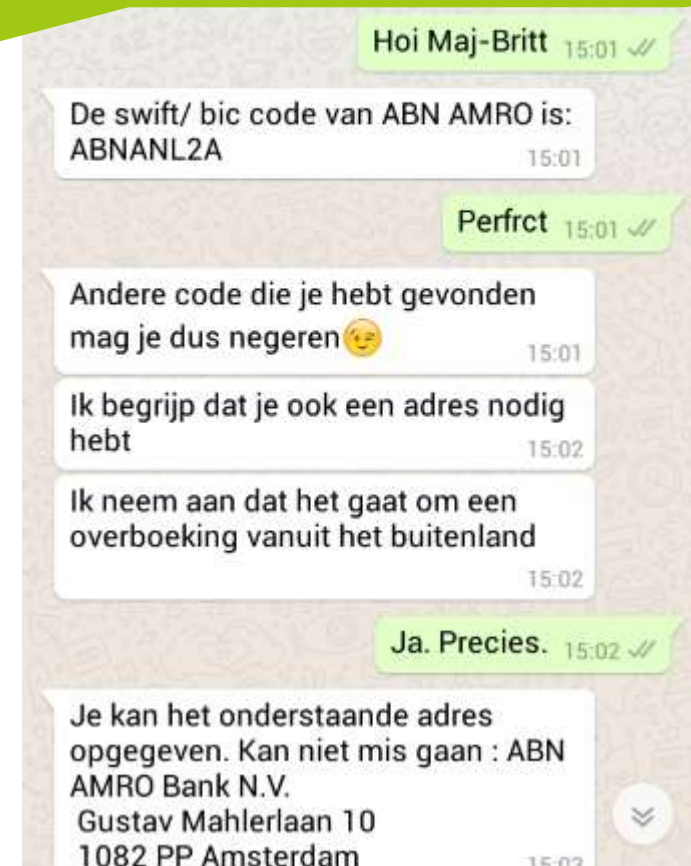 Hoi Maj-Britt 15:01
De swift/ bic code van ABN AMRO is:
ABNANL2A
15:01
Perfrct 15:01
Andere code die je hebt gevonden
mag je dus negeren😉
15:01
Ik begrijp dat je ook een adres nodig
hebt
15:02
Ik neem aan dat het gaat om een
overboeking vanuit het buitenland
15:02
Ja. Precies. 15:02
Je kan het onderstaande adres
opgegeven. Kan niet mis gaan : ABN
AMRO Bank N.V.
Gustav Mahlerlaan 10
1082 PP Amsterdam